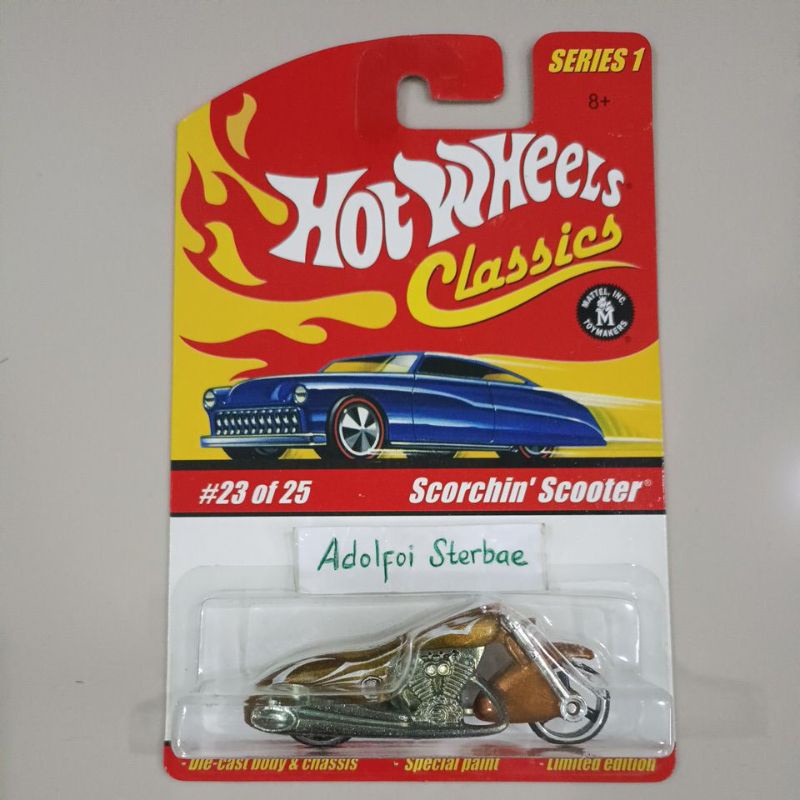 SERIES 1
8+
HOT WHEELS
Classics
MATTEL, INC.
M
TOYMAKERS
#23 of 25 Scorchin' Scooter®
Adolfoi Sterbae
· Die-cast body & chassis · Special paint · Limited edition